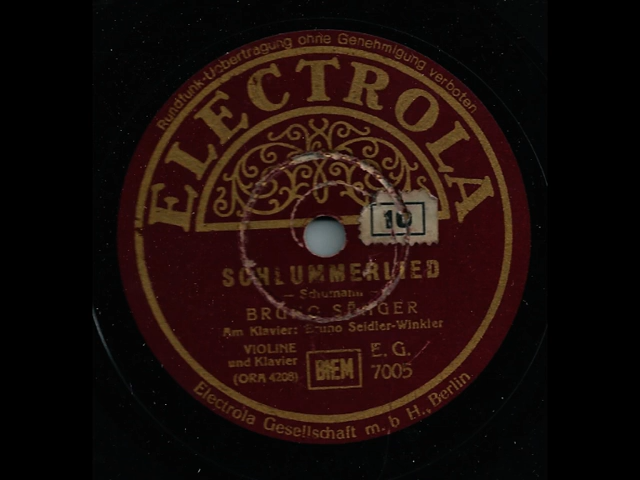 Rundfunk-Uebertragung ohne Genehmigung verboten
ELECTROLA
10
SCHLUMMERLIED
— Schumann —
BRUNO SÄNGER
Am Klavier: Bruno Seidler-Winkler
VIOLINE
und Klavier
(ORA 4208)
BIEM
E. G.
7005
Electrola Gesellschaft m. b H., Berlin